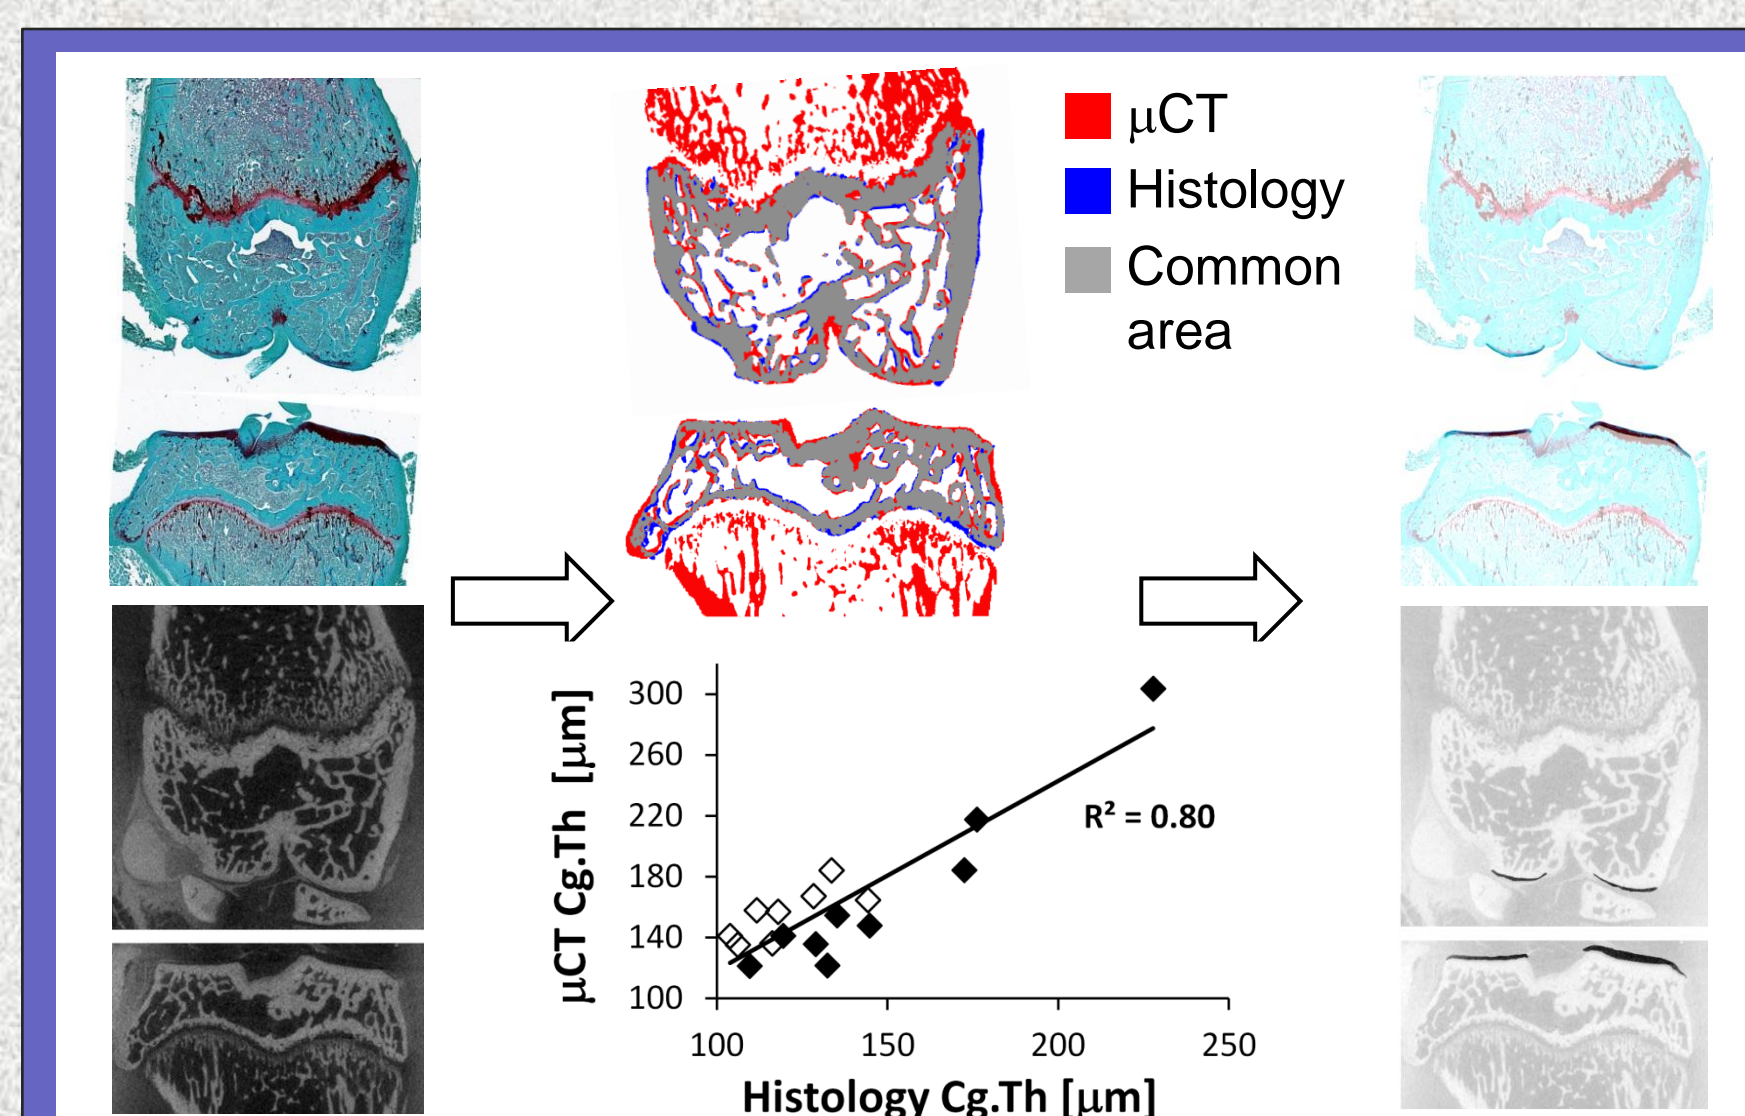 μCT
Histology
Common
area
μCT Cg.Th [μm]
300
260
220
180
140
100
R² = 0.80
100 150 200 250
Histology Cg.Th [μm]